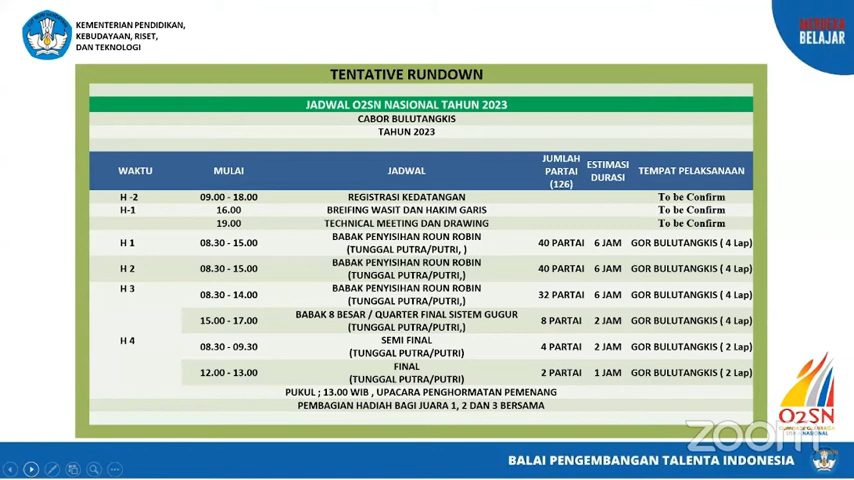 KEMENTERIAN PENDIDIKAN,
KEBUDAYAAN, RISET,
DAN TEKNOLOGI
MERDEKA
BELAJAR
TENTATIVE RUNDOWN
JADWAL O2SN NASIONAL TAHUN 2023
CABOR BULUTANGKIS
TAHUN 2023
WAKTU MULAI JADWAL JUMLAH PARTAI (126) ESTIMASI DURASI TEMPAT PELAKSANAAN
H -2 09.00 - 18.00 REGISTRASI KEDATANGAN To be Confirm
H-1 16.00 BREIFING WASIT DAN HAKIM GARIS To be Confirm
19.00 TECHNICAL MEETING DAN DRAWING To be Confirm
H 1 08.30 - 15.00 BABAK PENYISIHAN ROUN ROBIN (TUNGGAL PUTRA/PUTRI, ) 40 PARTAI 6 JAM GOR BULUTANGKIS ( 4 Lap)
H 2 08.30 - 15.00 BABAK PENYISIHAN ROUN ROBIN (TUNGGAL PUTRA/PUTRI,) 40 PARTAI 6 JAM GOR BULUTANGKIS ( 4 Lap)
H 3 08.30 - 14.00 BABAK PENYISIHAN ROUN ROBIN (TUNGGAL PUTRA/PUTRI,) 32 PARTAI 6 JAM GOR BULUTANGKIS ( 4 Lap)
15.00 - 17.00 BABAK 8 BESAR / QUARTER FINAL SISTEM GUGUR (TUNGGAL PUTRA/PUTRI,) 8 PARTAI 2 JAM GOR BULUTANGKIS ( 4 Lap)
H 4 08.30 - 09.30 SEMI FINAL (TUNGGAL PUTRA/PUTRI) 4 PARTAI 2 JAM GOR BULUTANGKIS ( 2 Lap)
12.00 - 13.00 FINAL (TUNGGAL PUTRA/PUTRI) 2 PARTAI 1 JAM GOR BULUTANGKIS ( 2 Lap)
PUKUL ; 13.00 WIB , UPACARA PENGHORMATAN PEMENANG
PEMBAGIAN HADIAH BAGI JUARA 1, 2 DAN 3 BERSAMA
O2SN
zoom
BALAI PENGEMBANGAN TALENTA INDONESIA